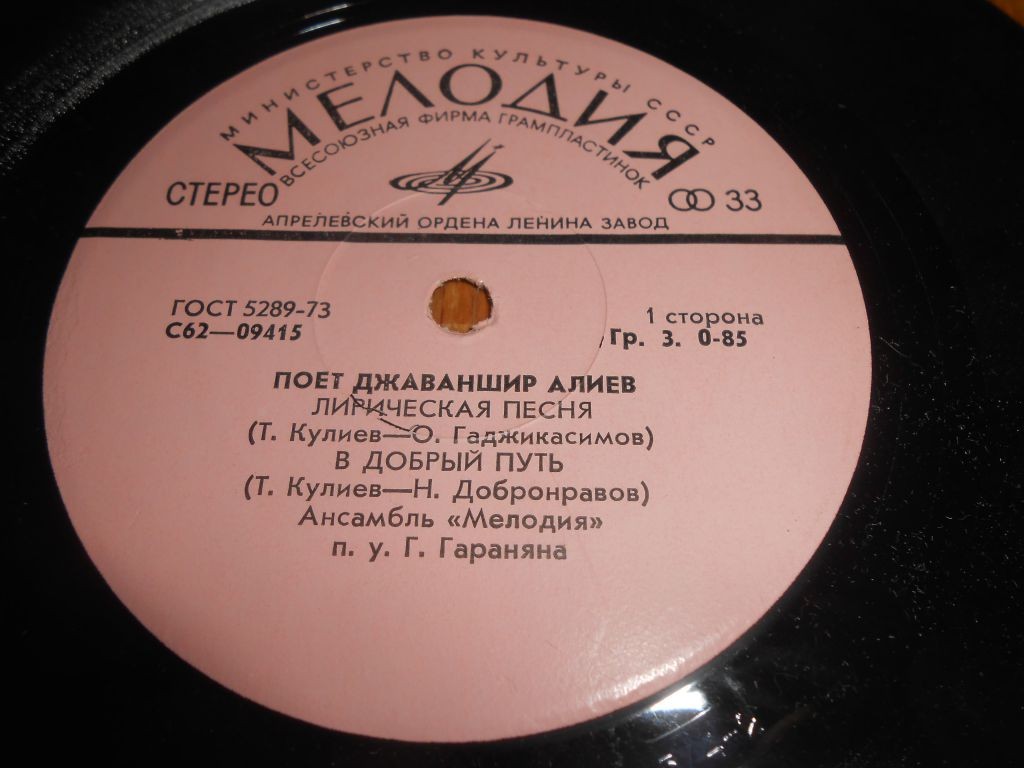 МИНИСТЕРСТВО КУЛЬТУРЫ СССР
МЕЛОДИЯ
ВСЕСОЮЗНАЯ ФИРМА ГРАМПЛАСТИНОК
СТЕРЕО
33
АПРЕЛЕВСКИЙ ОРДЕНА ЛЕНИНА ЗАВОД
ГОСТ 5289-73
С62—09415
1 сторона
Гр. 3. 0-85
ПОЕТ ДЖАВАНШИР АЛИЕВ
ЛИРИЧЕСКАЯ ПЕСНЯ
(Т. Кулиев—О. Гаджикасимов)
В ДОБРЫЙ ПУТЬ
(Т. Кулиев—Н. Добронравов)
Ансамбль «Мелодия»
п. у. Г. Гараняна